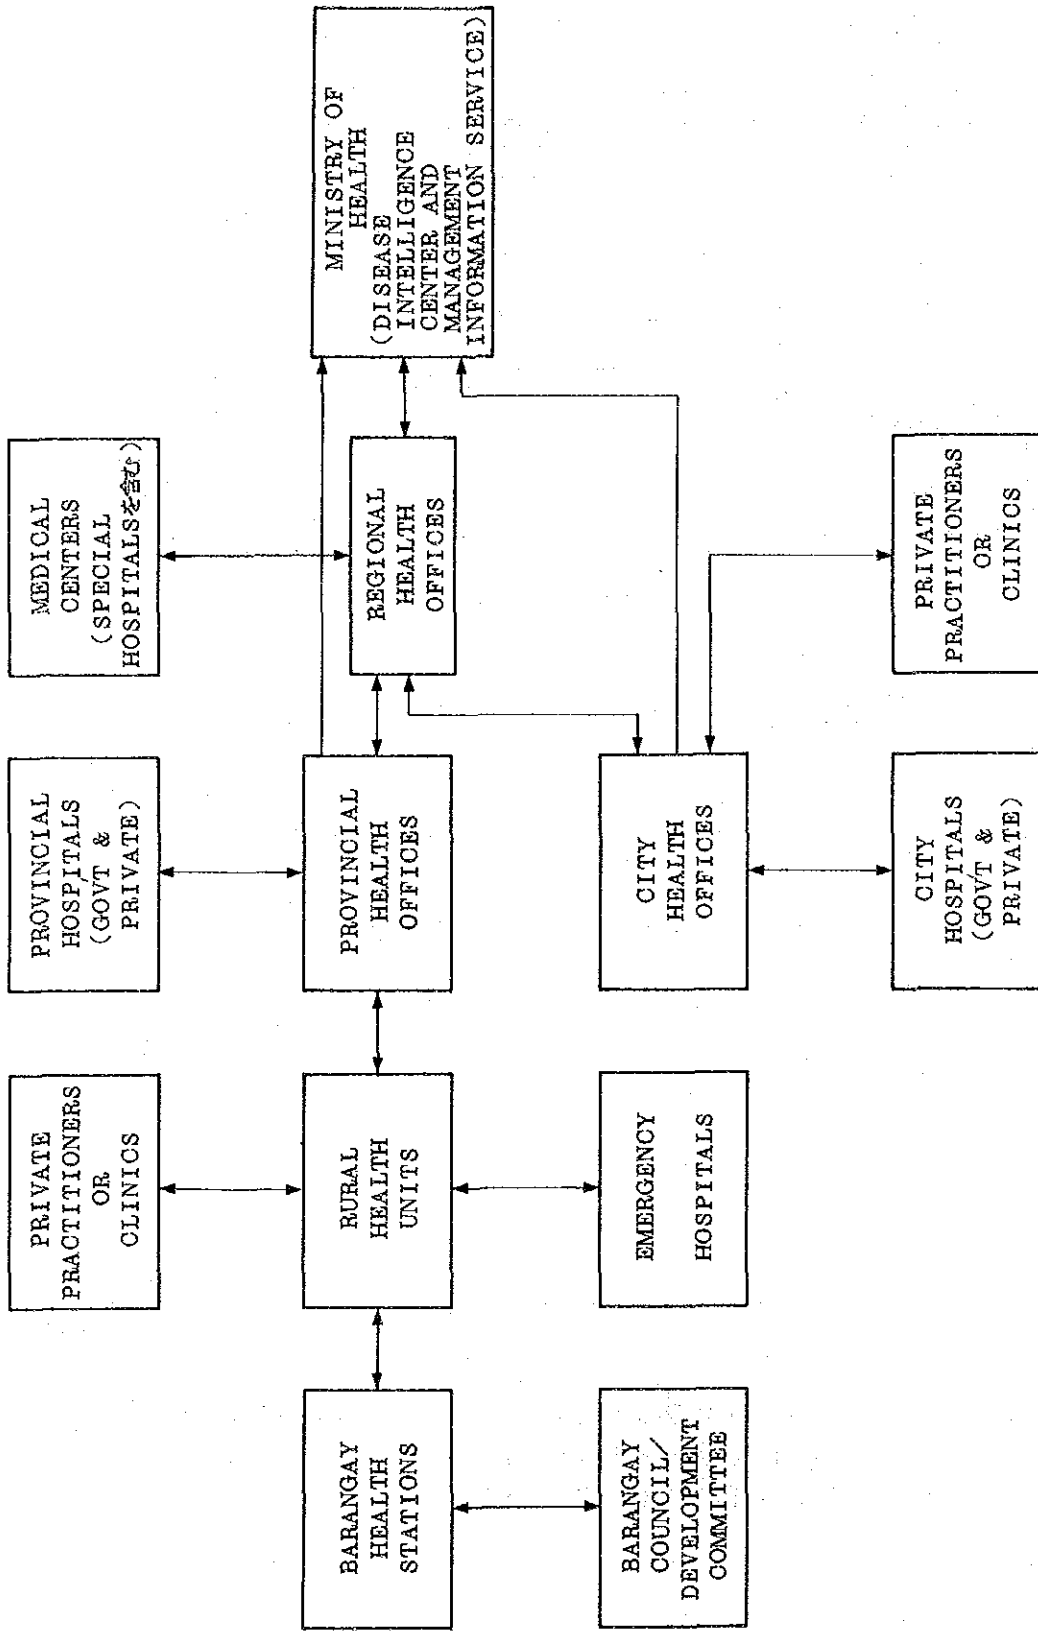 PRIVATE
PRACTITIONERS
OR
CLINICS
PROVINCIAL
HOSPITALS
(GOV'T &
PRIVATE)
MEDICAL
CENTERS
(SPECIAL
HOSPITALSを含む)
BARANGAY
HEALTH
STATIONS
RURAL
HEALTH
UNITS
PROVINCIAL
HEALTH
OFFICES
REGIONAL
HEALTH
OFFICES
MINISTRY OF
HEALTH
(DISEASE
INTELLIGENCE
CENTER AND
MANAGEMENT
INFORMATION SERVICE)
BARANGAY
COUNCIL/
DEVELOPMENT
COMMITTEE
EMERGENCY
HOSPITALS
CITY
HEALTH
OFFICES
CITY
HOSPITALS
(GOV'T &
PRIVATE)
PRIVATE
PRACTITIONERS
OR
CLINICS